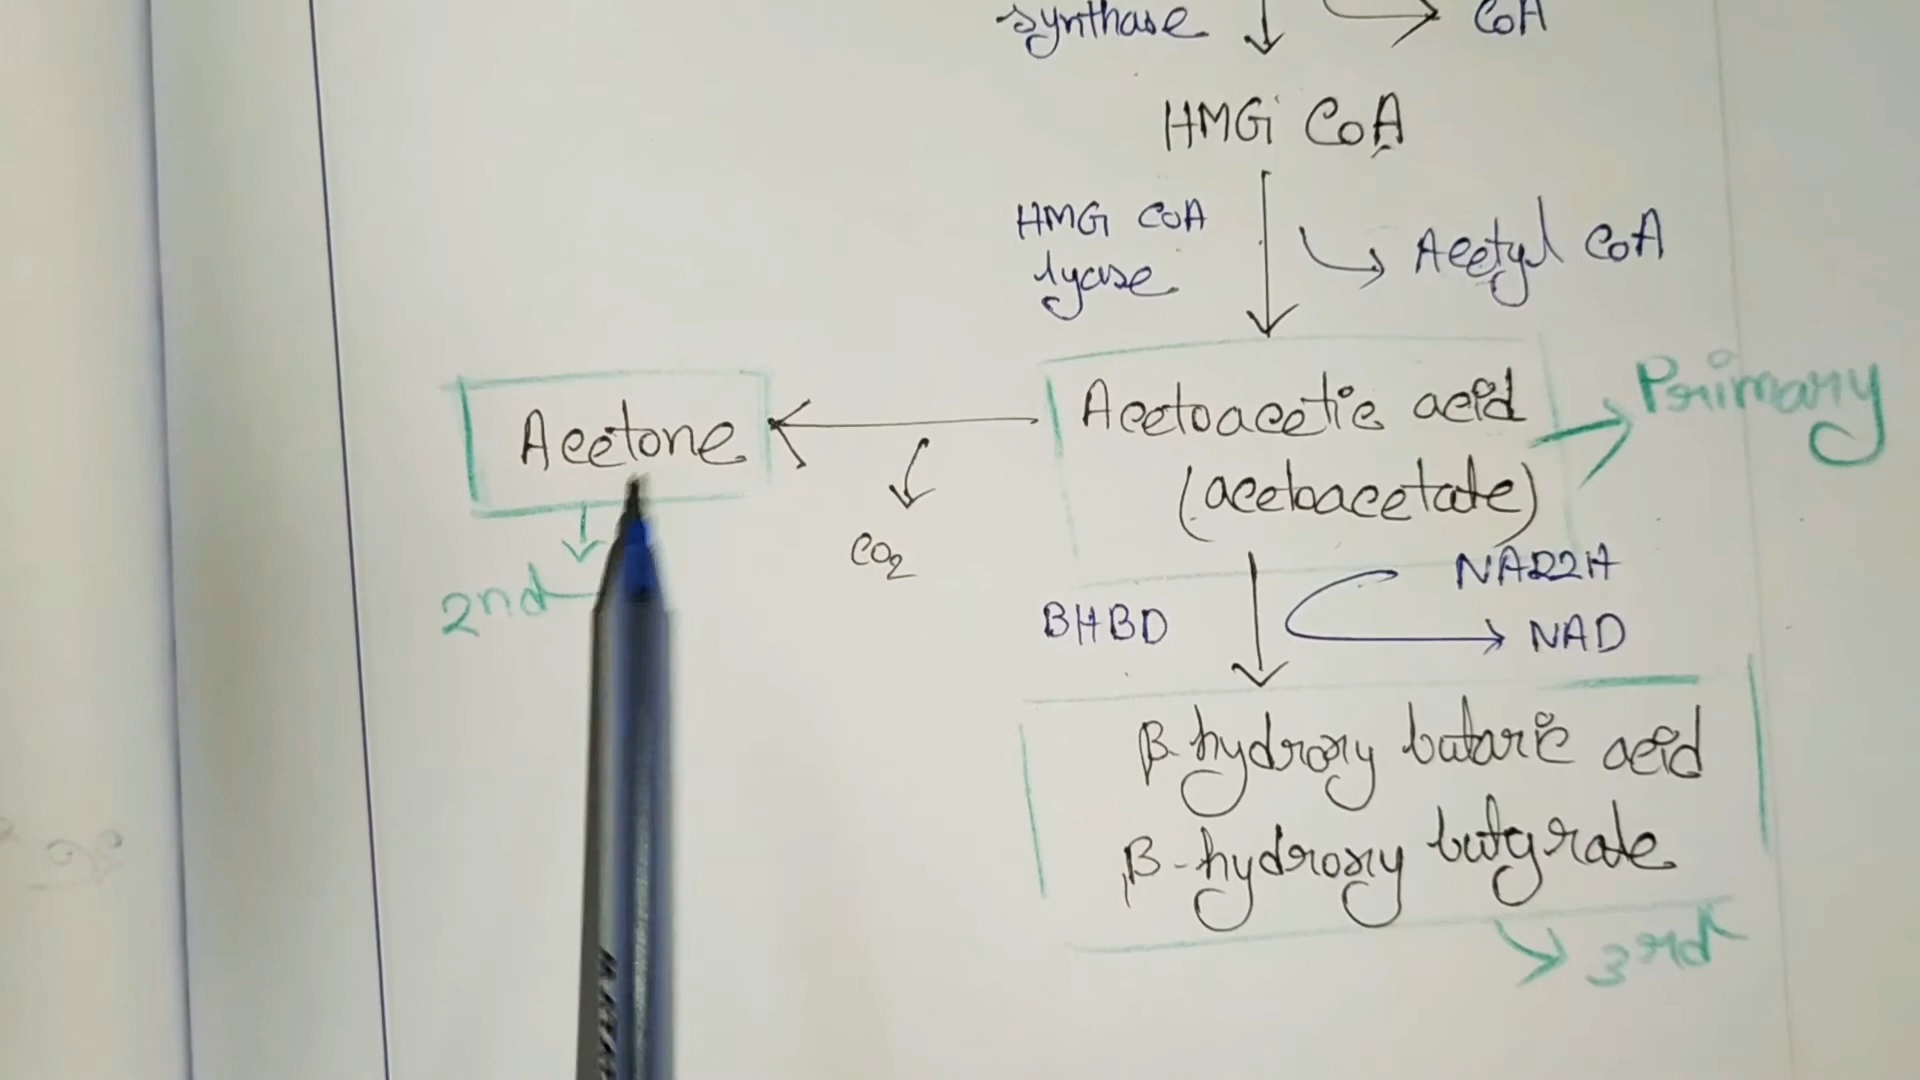 synthase
CoA
HMG CoA
HMG CoA
lyase
Acetyl CoA
Acetone
Acetoacetic acid
(acetoacetate)
Primary
CO2
2nd
NAD2H
BHBD
NAD
β-hydroxy butaric acid
β-hydroxy butyrate
3rd